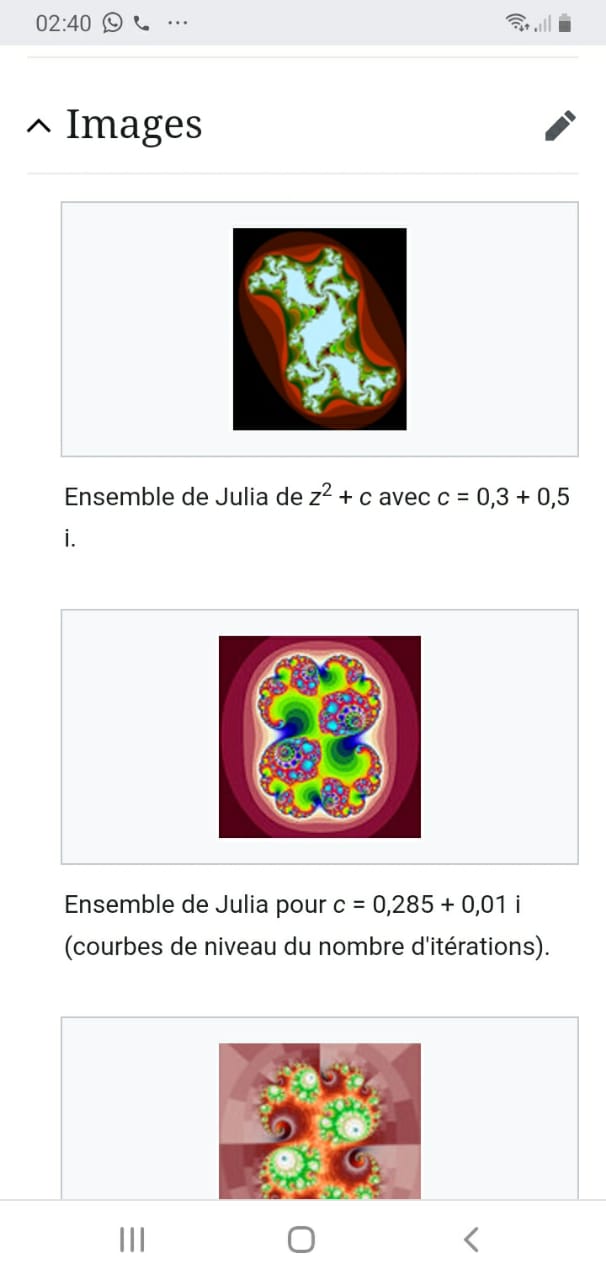 02:40
Images
Ensemble de Julia de z² + c avec c = 0,3 + 0,5
i.
Ensemble de Julia pour c = 0,285 + 0,01 i
(courbes de niveau du nombre d'itérations).